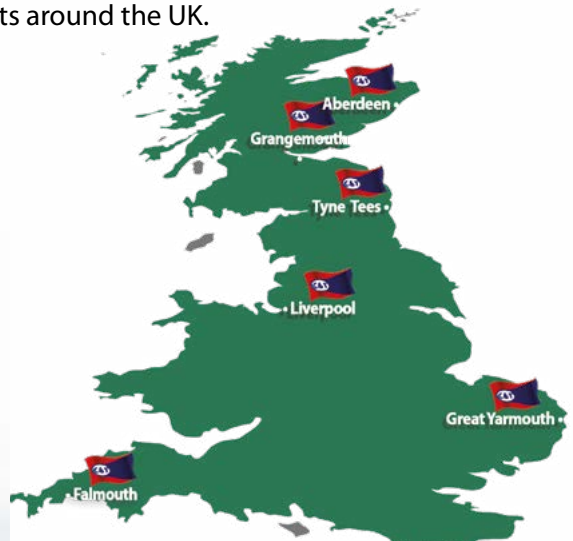 ts around the UK.
Aberdeen
Grangemouth
Tyne Tees
Liverpool
Great Yarmouth
Falmouth